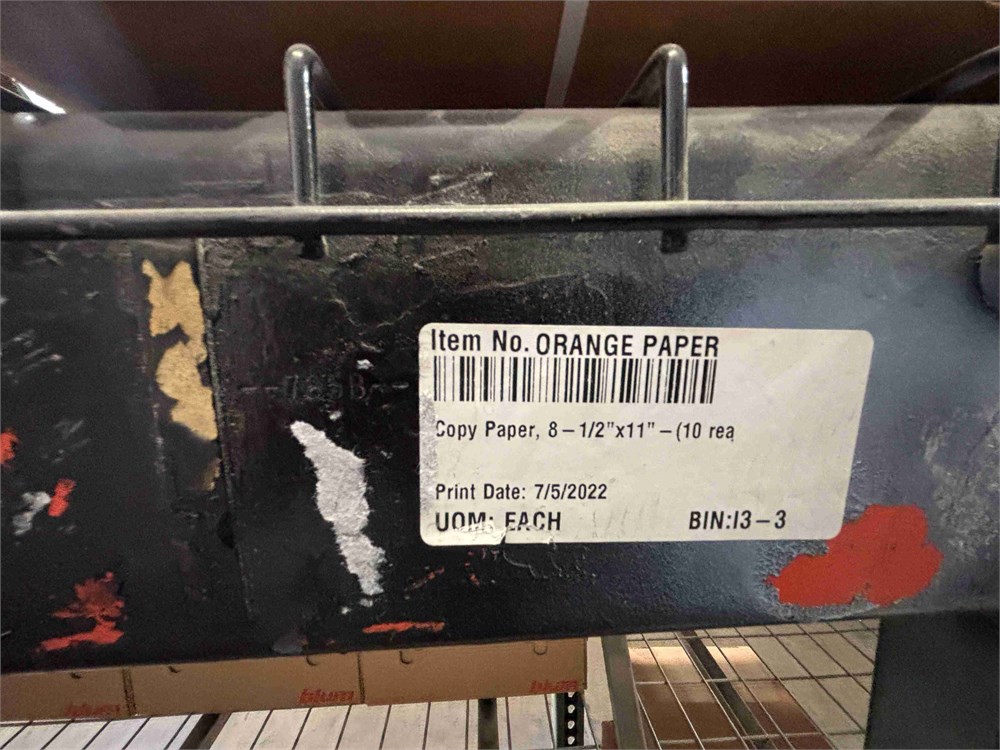 Item No. ORANGE PAPER
Copy Paper, 8-1/2"x11"-(10 rea
Print Date: 7/5/2022
UOM: EACH
BIN:I3-3